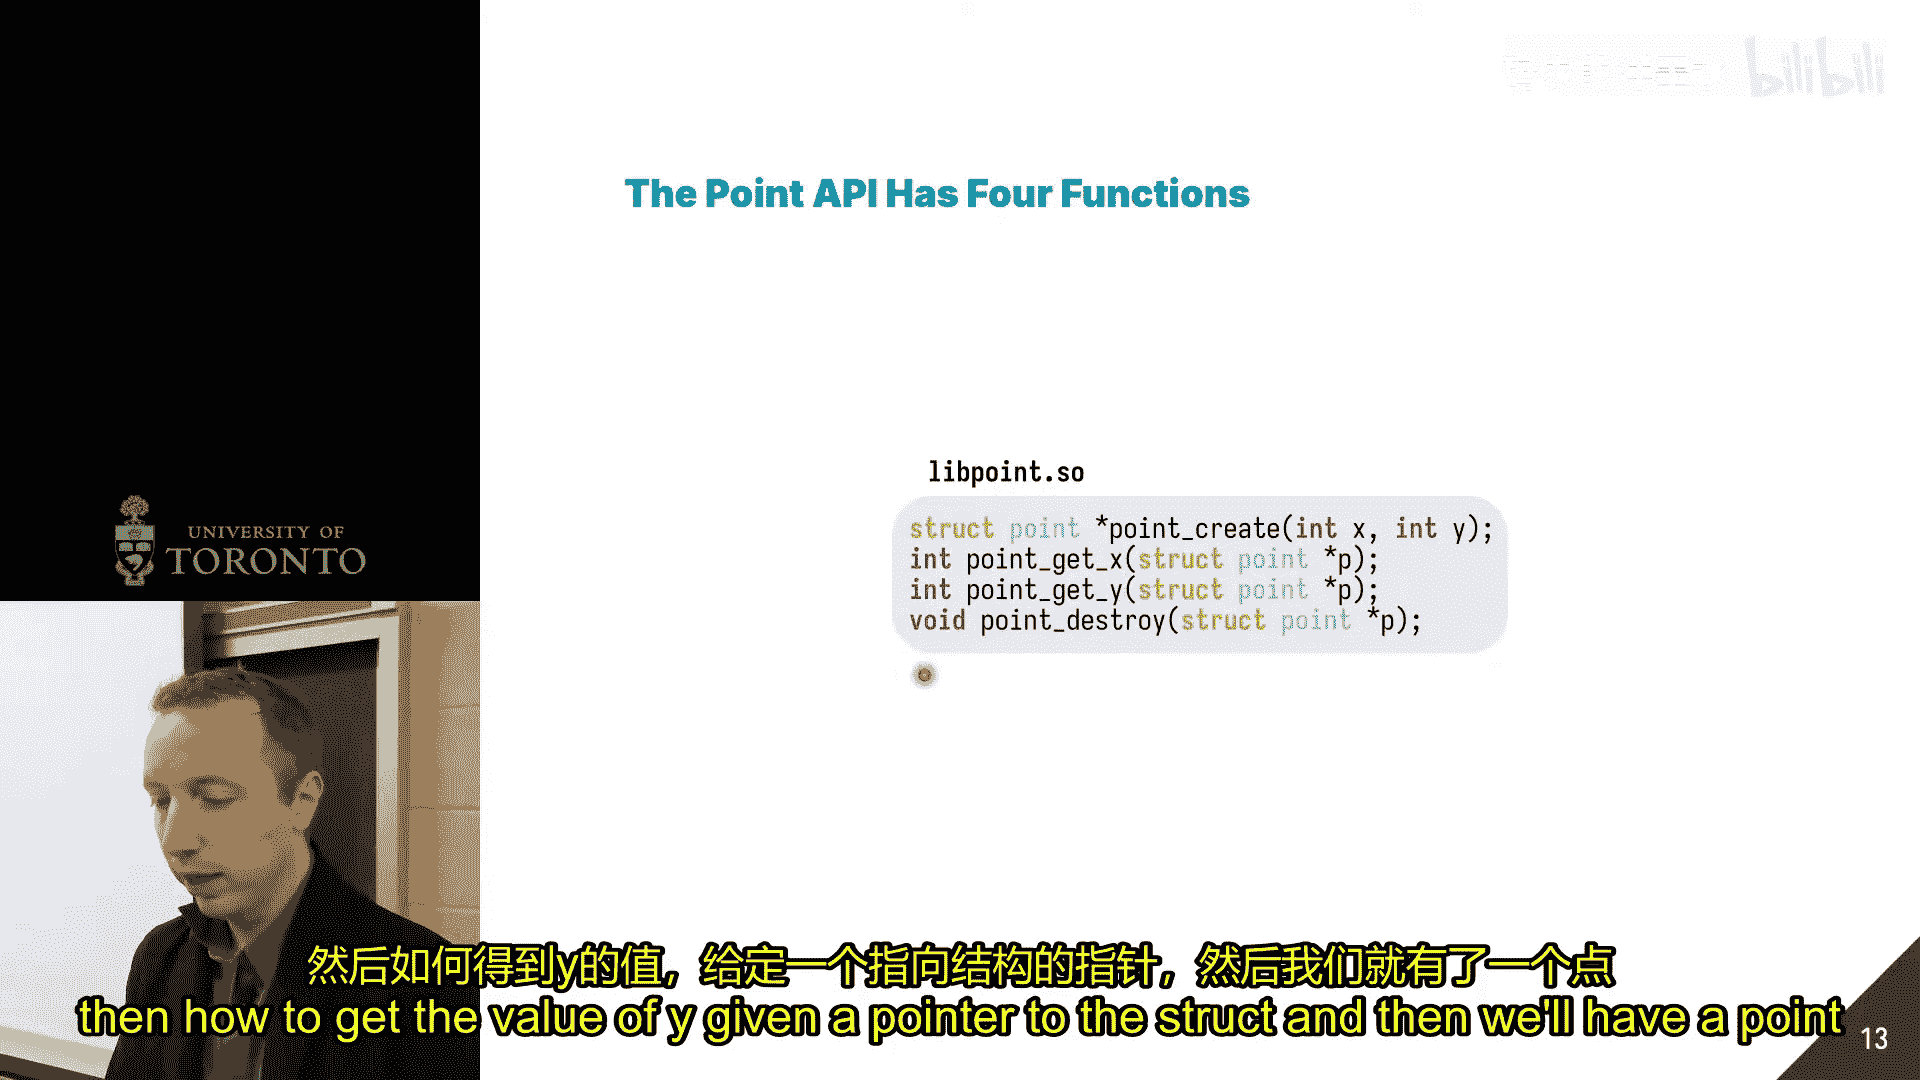 bilibili
The Point API Has Four Functions
libpoint.so
struct point *point_create(int x, int y);
int point_get_x(struct point *p);
int point_get_y(struct point *p);
void point_destroy(struct point *p);
UNIVERSITY OF
TORONTO
然后如何得到y的值，给定一个指向结构的指针，然后我们就有了一个点
then how to get the value of y given a pointer to the struct and then we'll have a point
13